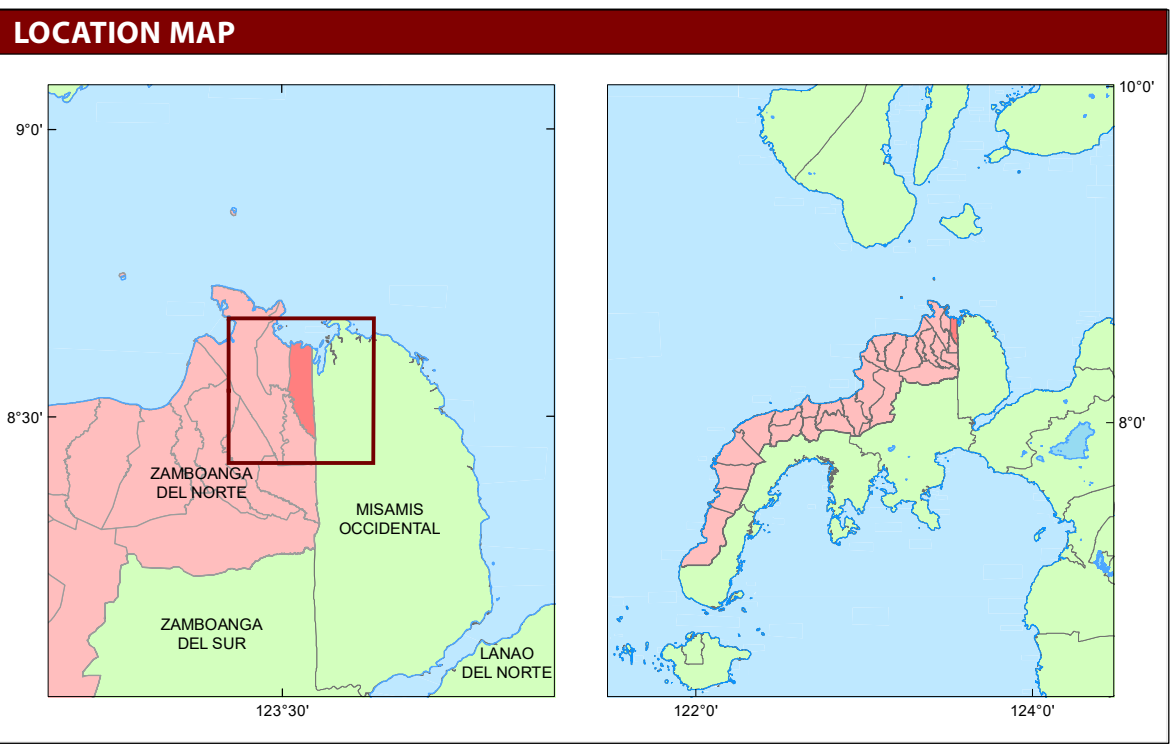 LOCATION MAP
9°0'
8°30'
ZAMBOANGA
DEL NORTE
MISAMIS
OCCIDENTAL
ZAMBOANGA
DEL SUR
LANAO
DEL NORTE
123°30'
10°0'
8°0'
122°0'
124°0'